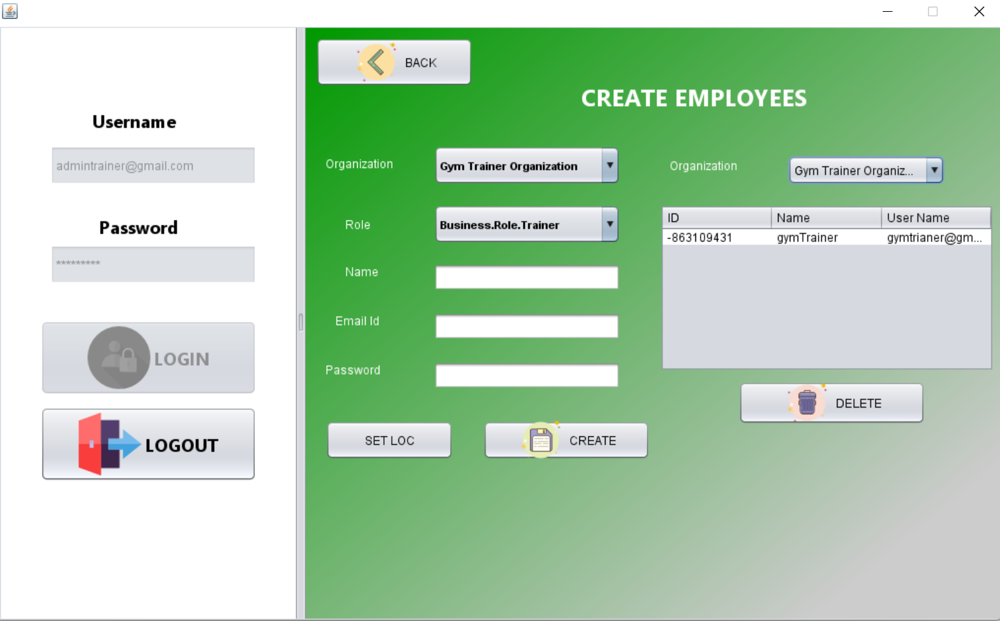 Username
admintrainer@gmail.com
Password
*********
LOGIN
LOGOUT
BACK
CREATE EMPLOYEES
Organization
Gym Trainer Organization
Role
Business.Role.Trainer
Name
Email Id
Password
SET LOC
CREATE
Organization
Gym Trainer Organiz...
ID Name User Name
-863109431 gymTrainer gymtrianer@gm...
DELETE